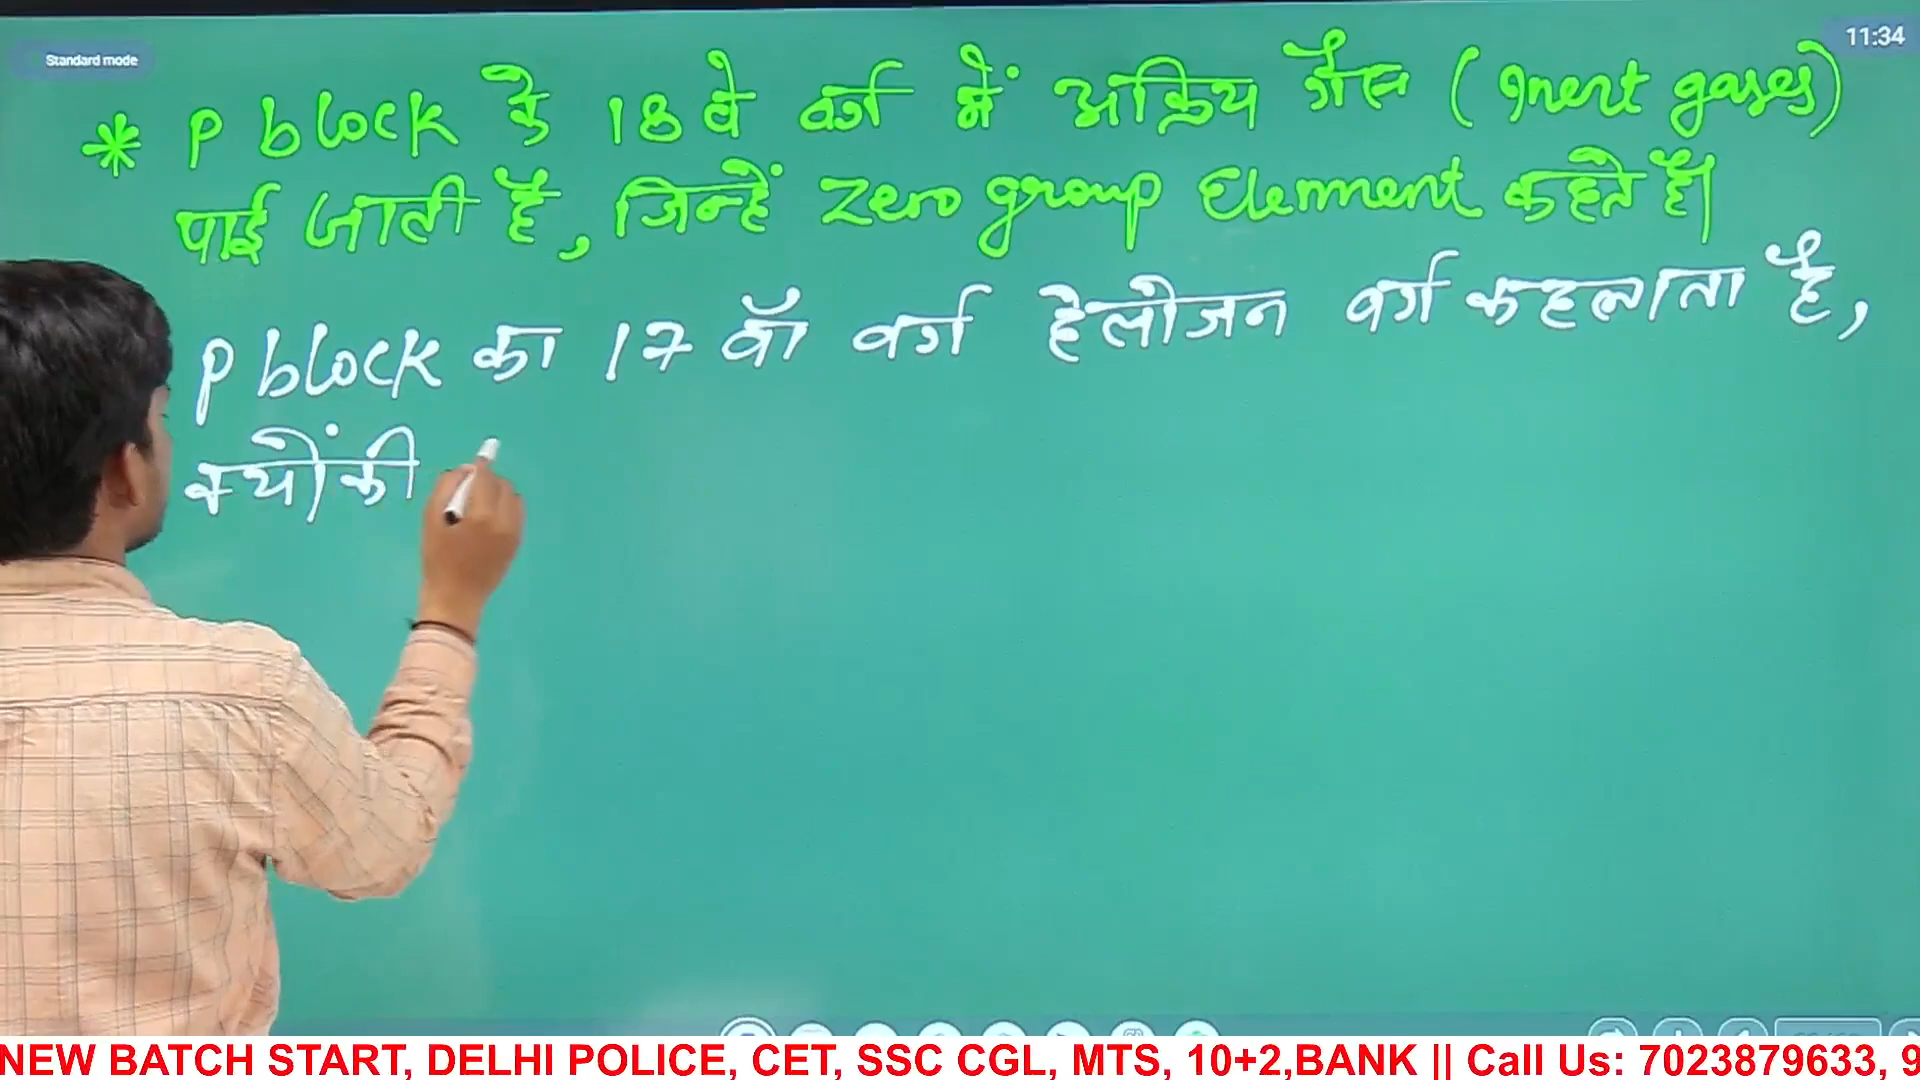 Standard mode
11:34
* P block के 18 वे वर्ग में अक्रिय गैस (Inert gases)
पाई जाती है, जिन्हें Zero group Element कहते है।
P block का 17 वॉ वर्ग हेलोजन वर्ग कहलाता है,
क्योंकी
NEW BATCH START, DELHI POLICE, CET, SSC CGL, MTS, 10+2,BANK || Call Us: 7023879633, 9